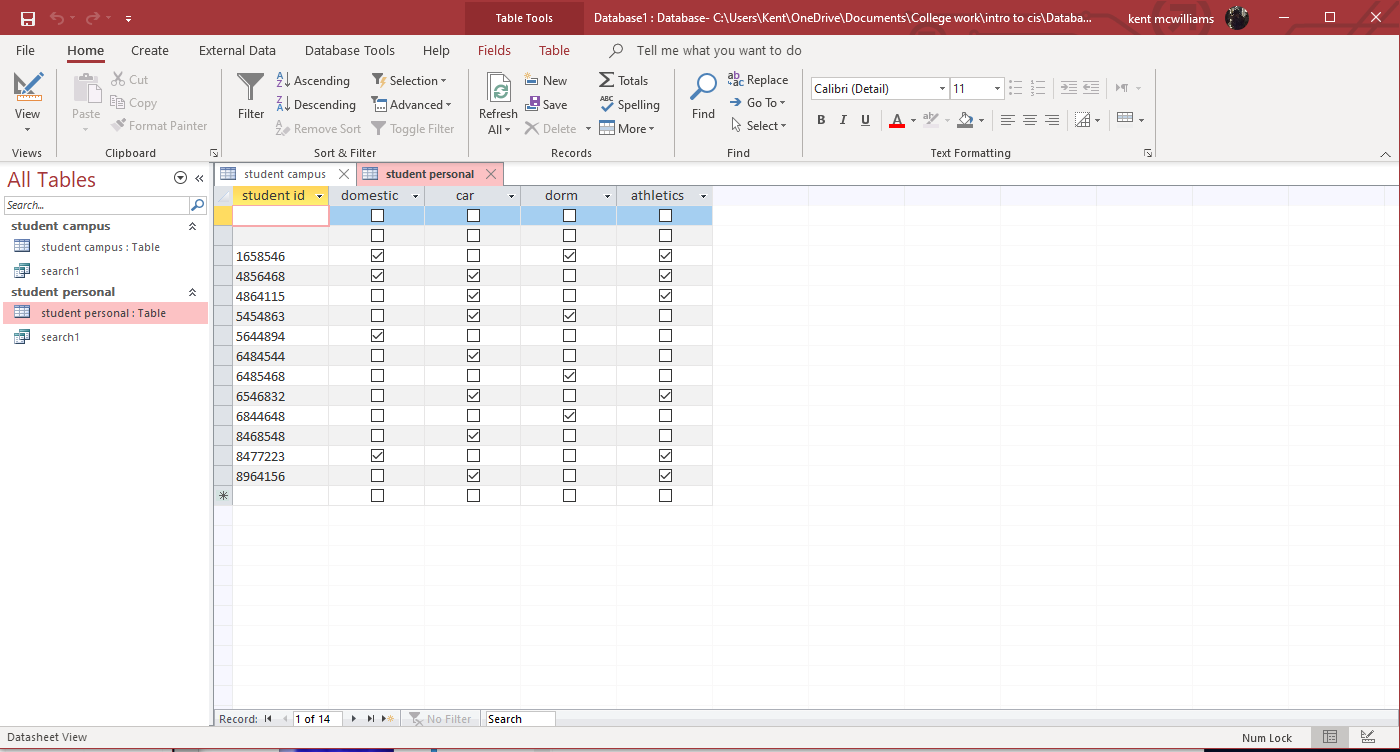 Table Tools
Database1 : Database- C:\Users\Kent\OneDrive\Documents\College work\intro to cis\Databa...
kent mcwilliams
File Home Create External Data Database Tools Help Fields Table Tell me what you want to do
View
Views
Paste
Cut
Copy
Format Painter
Clipboard
Filter
Ascending
Descending
Remove Sort
Selection
Advanced
Toggle Filter
Sort & Filter
Refresh
All
New
Save
Delete
Totals
Spelling
More
Records
Find
Replace
Go To
Select
Find
Calibri (Detail) 11
B I U A
Text Formatting
All Tables
Search...
student campus
student campus : Table
search1
student personal
student personal : Table
search1
student campus student personal
student id domestic car dorm athletics
1658546
4856468
4864115
5454863
5644894
6484544
6485468
6546832
6844648
8468548
8477223
8964156
Record: 1 of 14 No Filter Search
Datasheet View Num Lock